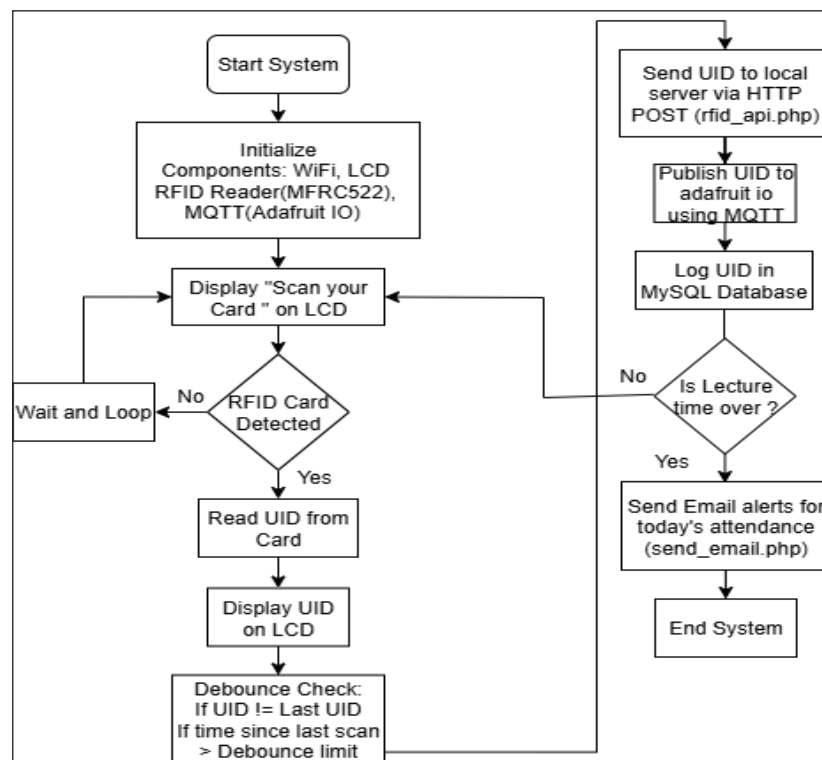 Start System
Initialize
Components: WiFi, LCD
RFID Reader(MFRC522),
MQTT(Adafruit IO)
Display "Scan your
Card " on LCD
Wait and Loop
No
RFID Card
Detected
Yes
Read UID from
Card
Display UID
on LCD
Debounce Check:
If UID != Last UID
If time since last scan
> Debounce limit
Send UID to local
server via HTTP
POST (rfid_api.php)
Publish UID to
adafruit io
using MQTT
Log UID in
MySQL Database
No
Is Lecture
time over ?
Yes
Send Email alerts for
today's attendance
(send_email.php)
End System